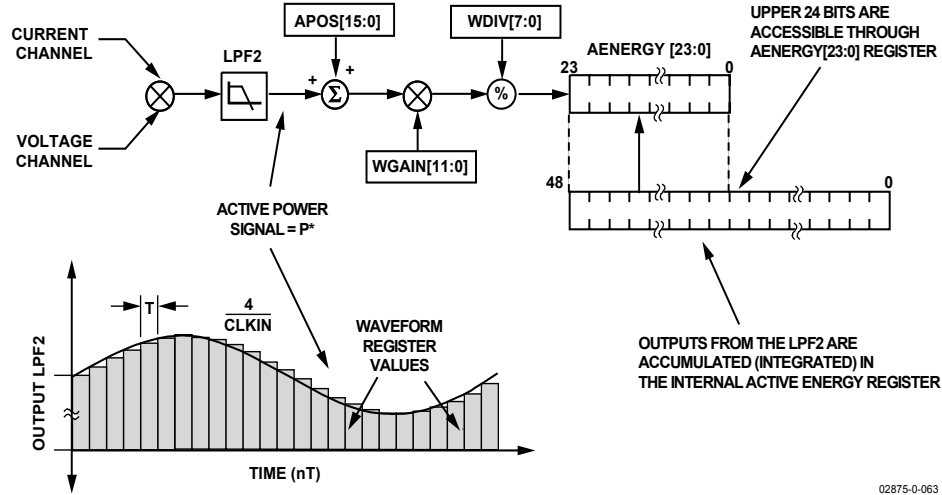 CURRENT
CHANNEL
VOLTAGE
CHANNEL
LPF2
APOS[15:0]
+
+
Σ
WGAIN[11:0]
WDIV[7:0]
%
AENERGY [23:0]
23
0
UPPER 24 BITS ARE
ACCESSIBLE THROUGH
AENERGY[23:0] REGISTER
48
0
ACTIVE POWER
SIGNAL = P*
OUTPUTS FROM THE LPF2 ARE
ACCUMULATED (INTEGRATED) IN
THE INTERNAL ACTIVE ENERGY REGISTER
OUTPUT LPF2
T
4
CLKIN
WAVEFORM
REGISTER
VALUES
TIME (nT)
02875-0-063